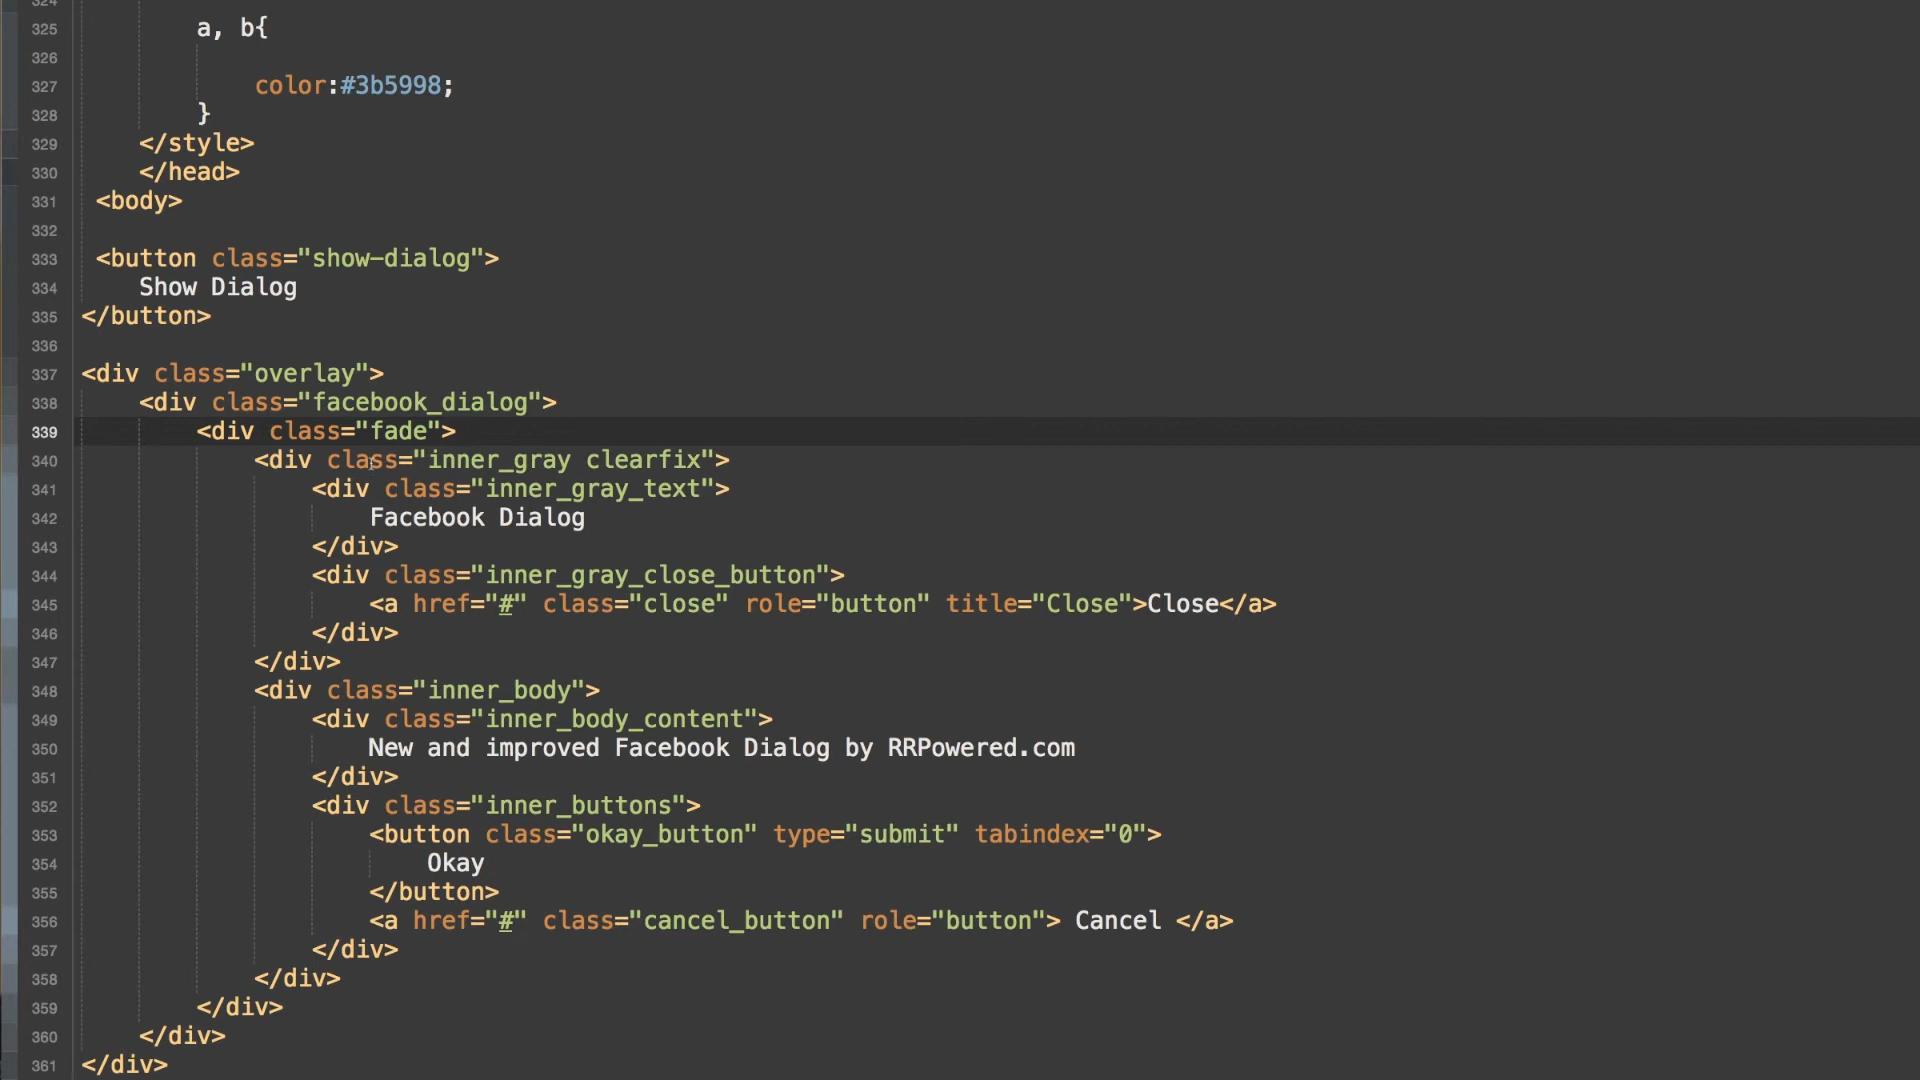 324
325 a, b{
326
327 color:#3b5998;
328 }
329 </style>
330 </head>
331 <body>
332
333 <button class="show-dialog">
334 Show Dialog
335 </button>
336
337 <div class="overlay">
338 <div class="facebook_dialog">
339 <div class="fade">
340 <div class="inner_gray clearfix">
341 <div class="inner_gray_text">
342 Facebook Dialog
343 </div>
344 <div class="inner_gray_close_button">
345 <a href="#" class="close" role="button" title="Close">Close</a>
346 </div>
347 </div>
348 <div class="inner_body">
349 <div class="inner_body_content">
350 New and improved Facebook Dialog by RRPowered.com
351 </div>
352 <div class="inner_buttons">
353 <button class="okay_button" type="submit" tabindex="0">
354 Okay
355 </button>
356 <a href="#" class="cancel_button" role="button"> Cancel </a>
357 </div>
358 </div>
359 </div>
360 </div>
361 </div>